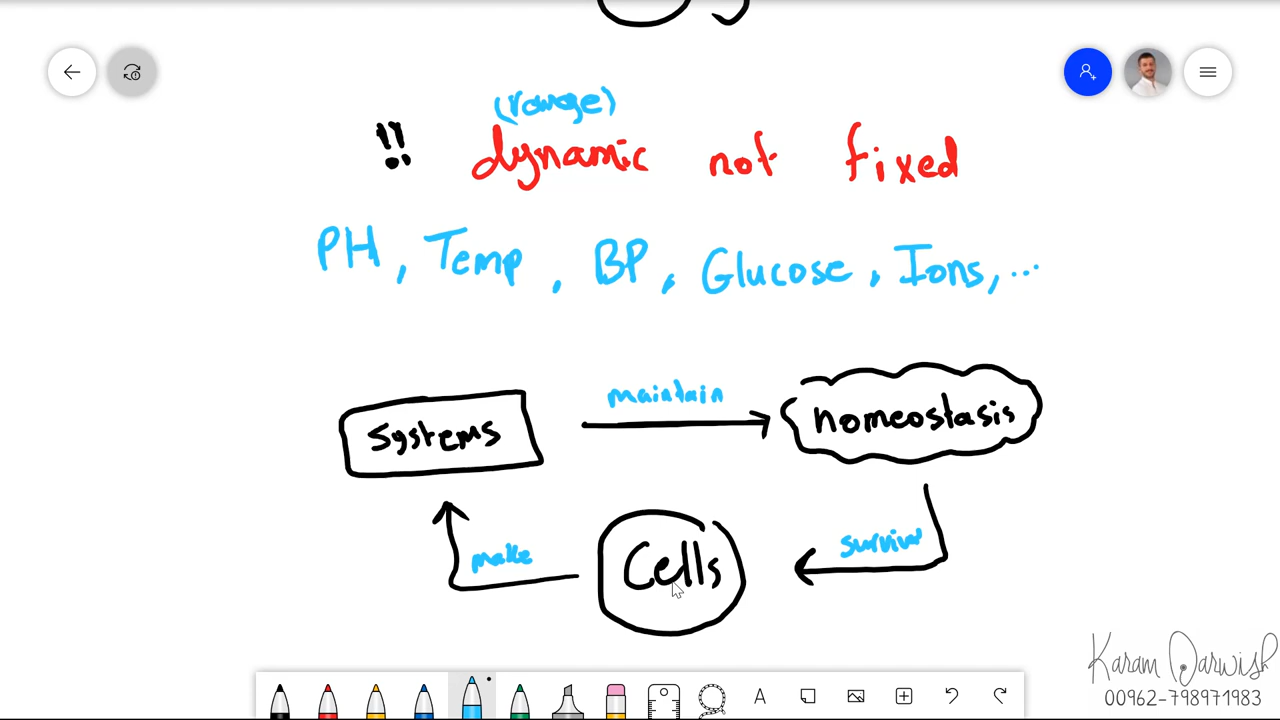 (range)
!! dynamic not fixed
PH, Temp, BP, Glucose, Ions, ...
maintain
Systems
homeostasis
survival
make
Cells
A
Karam Darwish
00962-798971983